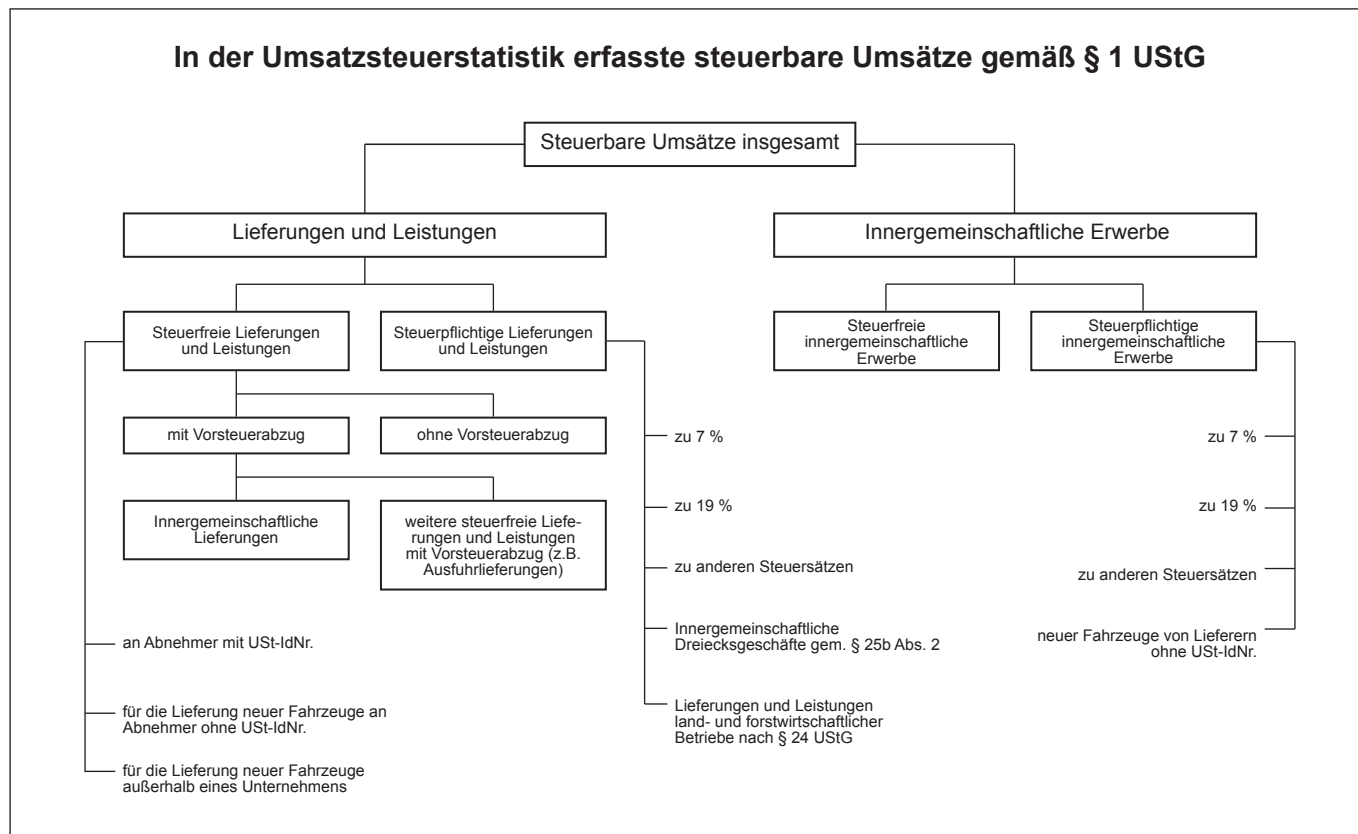 In der Umsatzsteuerstatistik erfasste steuerbare Umsätze gemäß § 1 UStG
Steuerbare Umsätze insgesamt
Lieferungen und Leistungen
Innergemeinschaftliche Erwerbe
Steuerfreie Lieferungen
und Leistungen
Steuerpflichtige Lieferungen
und Leistungen
Steuerfreie
innergemeinschaftliche
Erwerbe
Steuerpflichtige
innergemeinschaftliche
Erwerbe
mit Vorsteuerabzug
ohne Vorsteuerabzug
Innergemeinschaftliche
Lieferungen
weitere steuerfreie Liefe-
rungen und Leistungen
mit Vorsteuerabzug (z.B.
Ausfuhrlieferungen)
an Abnehmer mit USt-IdNr.
für die Lieferung neuer Fahrzeuge an
Abnehmer ohne USt-IdNr.
für die Lieferung neuer Fahrzeuge
außerhalb eines Unternehmens
zu 7 %
zu 19 %
zu anderen Steuersätzen
Innergemeinschaftliche
Dreiecksgeschäfte gem. § 25b Abs. 2
Lieferungen und Leistungen
land- und forstwirtschaftlicher
Betriebe nach § 24 UStG
zu 7 %
zu 19 %
zu anderen Steuersätzen
neuer Fahrzeuge von Lieferern
ohne USt-IdNr.